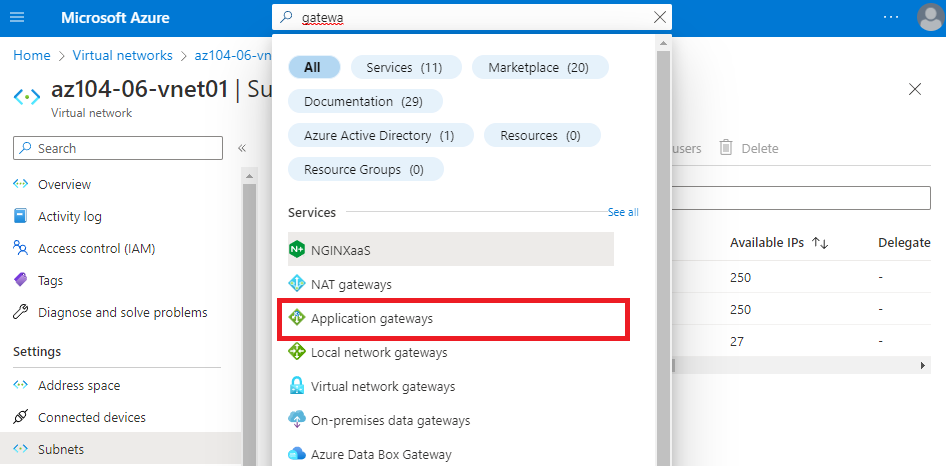 Microsoft Azure
gatewa
Home > Virtual networks > az104-06-vn
az104-06-vnet01 | Su
Virtual network
Search
Overview
Activity log
Access control (IAM)
Tags
Diagnose and solve problems
Settings
Address space
Connected devices
Subnets
All
Services (11)
Marketplace (20)
Documentation (29)
Azure Active Directory (1)
Resources (0)
Resource Groups (0)
Services
See all
NGINXaaS
NAT gateways
Application gateways
Local network gateways
Virtual network gateways
On-premises data gateways
Azure Data Box Gateway
users
Delete
Available IPs
Delegate
250
-
250
-
27
-